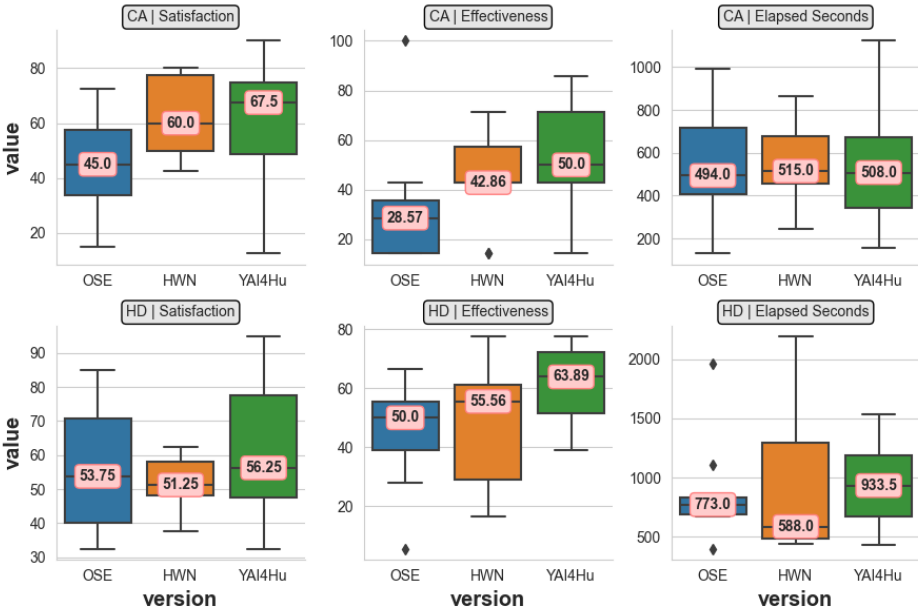 CA | Satisfaction
CA | Effectiveness
CA | Elapsed Seconds
value
80
60
40
20
45.0
60.0
67.5
OSE
HWN
YAI4Hu
100
80
60
40
20
28.57
42.86
50.0
OSE
HWN
YAI4Hu
1000
800
600
400
200
494.0
515.0
508.0
OSE
HWN
YAI4Hu
HD | Satisfaction
HD | Effectiveness
HD | Elapsed Seconds
value
90
80
70
60
50
40
30
53.75
51.25
56.25
OSE
HWN
YAI4Hu
version
80
60
40
20
50.0
55.56
63.89
OSE
HWN
YAI4Hu
version
2000
1500
1000
500
773.0
588.0
933.5
OSE
HWN
YAI4Hu
version